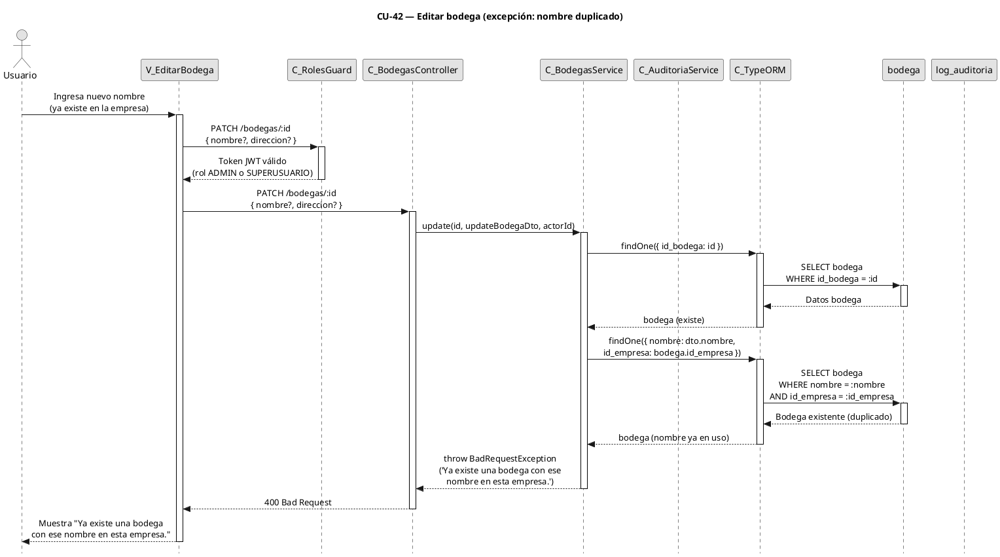 CU-42 — Editar bodega (excepción: nombre duplicado)
Usuario
V_EditarBodega
C_RolesGuard
C_BodegasController
C_BodegasService
C_AuditoriaService
C_TypeORM
bodega
log_auditoria
Ingresa nuevo nombre
(ya existe en la empresa)
PATCH /bodegas/:id
{ nombre?, direccion? }
Token JWT válido
(rol ADMIN o SUPERUSUARIO)
PATCH /bodegas/:id
{ nombre?, direccion? }
update(id, updateBodegaDto, actorId)
findOne({ id_bodega: id })
SELECT bodega
WHERE id_bodega = :id
Datos bodega
bodega (existe)
findOne({ nombre: dto.nombre,
id_empresa: bodega.id_empresa })
SELECT bodega
WHERE nombre = :nombre
AND id_empresa = :id_empresa
Bodega existente (duplicado)
bodega (nombre ya en uso)
throw BadRequestException
('Ya existe una bodega con ese
nombre en esta empresa.')
400 Bad Request
Muestra "Ya existe una bodega
con ese nombre en esta empresa."